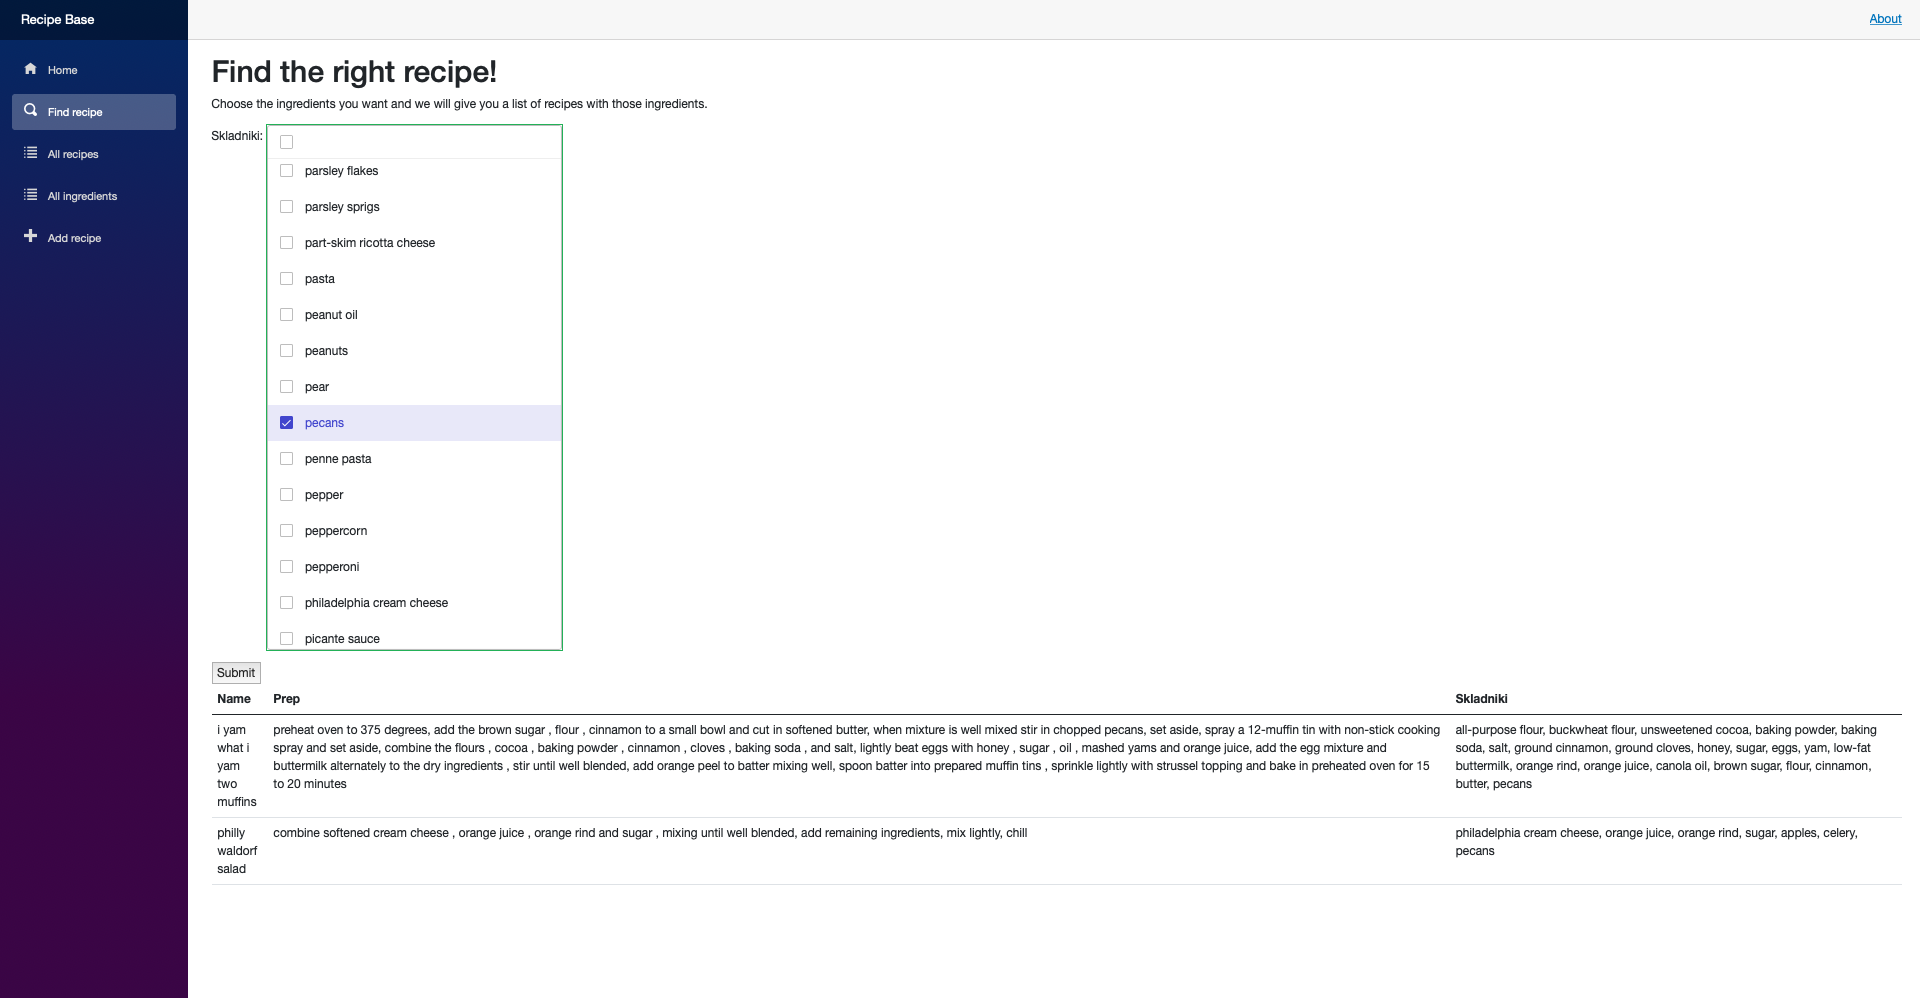 Recipe Base
About
Home
Find recipe
All recipes
All ingredients
Add recipe
Find the right recipe!
Choose the ingredients you want and we will give you a list of recipes with those ingredients.
Skladniki:
parsley flakes
parsley sprigs
part-skim ricotta cheese
pasta
peanut oil
peanuts
pear
pecans
penne pasta
pepper
peppercorn
pepperoni
philadelphia cream cheese
picante sauce
Submit
Name Prep Skladniki
i yam
what i
yam
two
muffins
preheat oven to 375 degrees, add the brown sugar , flour , cinnamon to a small bowl and cut in softened butter, when mixture is well mixed stir in chopped pecans, set aside, spray a 12-muffin tin with non-stick cooking
spray and set aside, combine the flours , cocoa , baking powder , cinnamon , cloves , baking soda , and salt, lightly beat eggs with honey , sugar , oil , mashed yams and orange juice, add the egg mixture and
buttermilk alternately to the dry ingredients , stir until well blended, add orange peel to batter mixing well, spoon batter into prepared muffin tins , sprinkle lightly with strussel topping and bake in preheated oven for 15
to 20 minutes
all-purpose flour, buckwheat flour, unsweetened cocoa, baking powder, baking
soda, salt, ground cinnamon, ground cloves, honey, sugar, eggs, yam, low-fat
buttermilk, orange rind, orange juice, canola oil, brown sugar, flour, cinnamon,
butter, pecans
philly
waldorf
salad
combine softened cream cheese , orange juice , orange rind and sugar , mixing until well blended, add remaining ingredients, mix lightly, chill
philadelphia cream cheese, orange juice, orange rind, sugar, apples, celery,
pecans